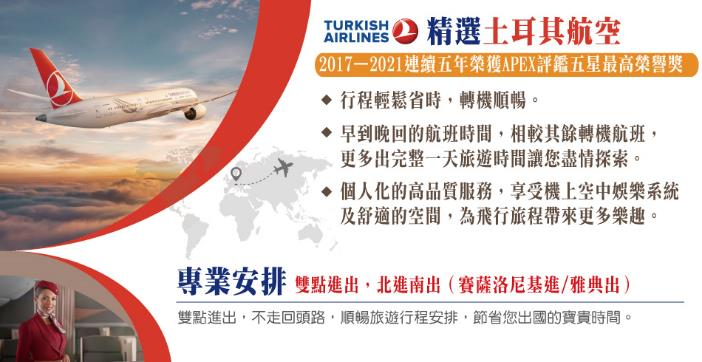 TURKISH
AIRLINES
精選土耳其航空
2017—2021連續五年榮獲APEX評鑑五星最高榮譽獎
◆ 行程輕鬆省時，轉機順暢。
◆ 早到晚回的航班時間，相較其餘轉機航班，
更多出完整一天旅遊時間讓您盡情探索。
◆ 個人化的高品質服務，享受機上空中娛樂系統
及舒適的空間，為飛行旅程帶來更多樂趣。
專業安排 雙點進出，北進南出（賽薩洛尼基進/雅典出）
雙點進出，不走回頭路，順暢旅遊行程安排，節省您出國的寶貴時間。